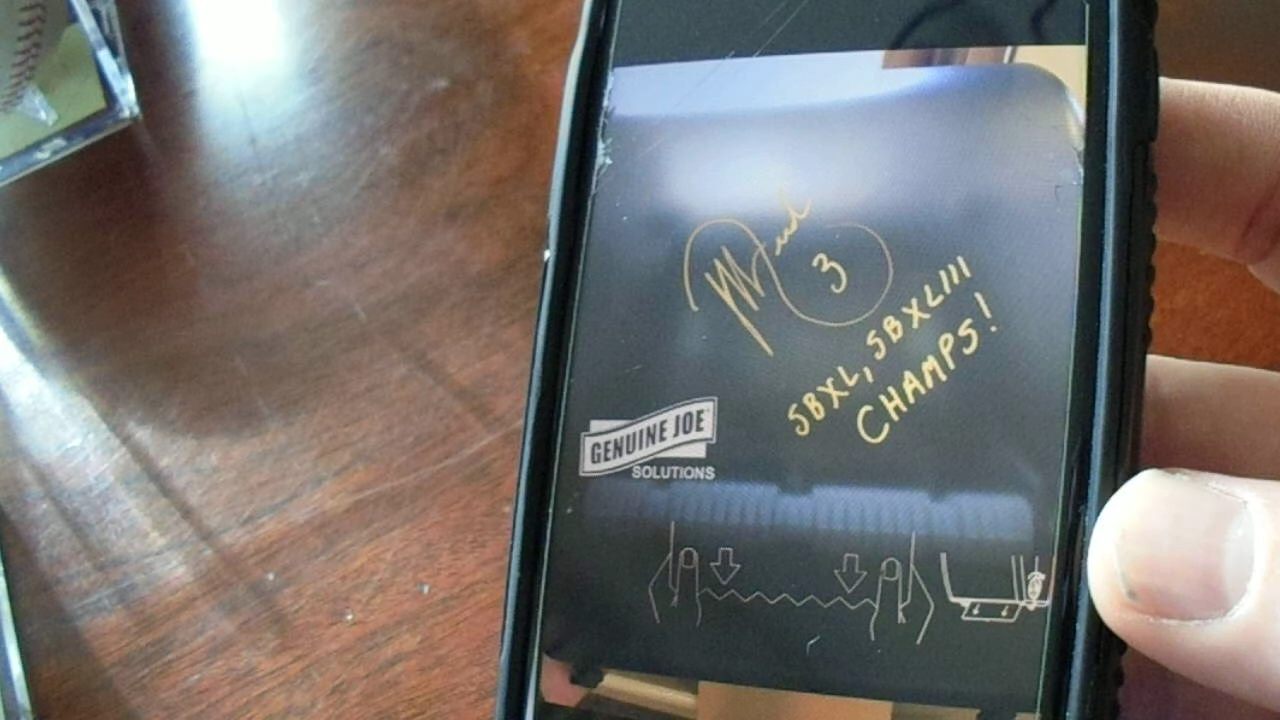 3
SBXL, SBXLIII
CHAMPS!
GENUINE JOE
SOLUTIONS